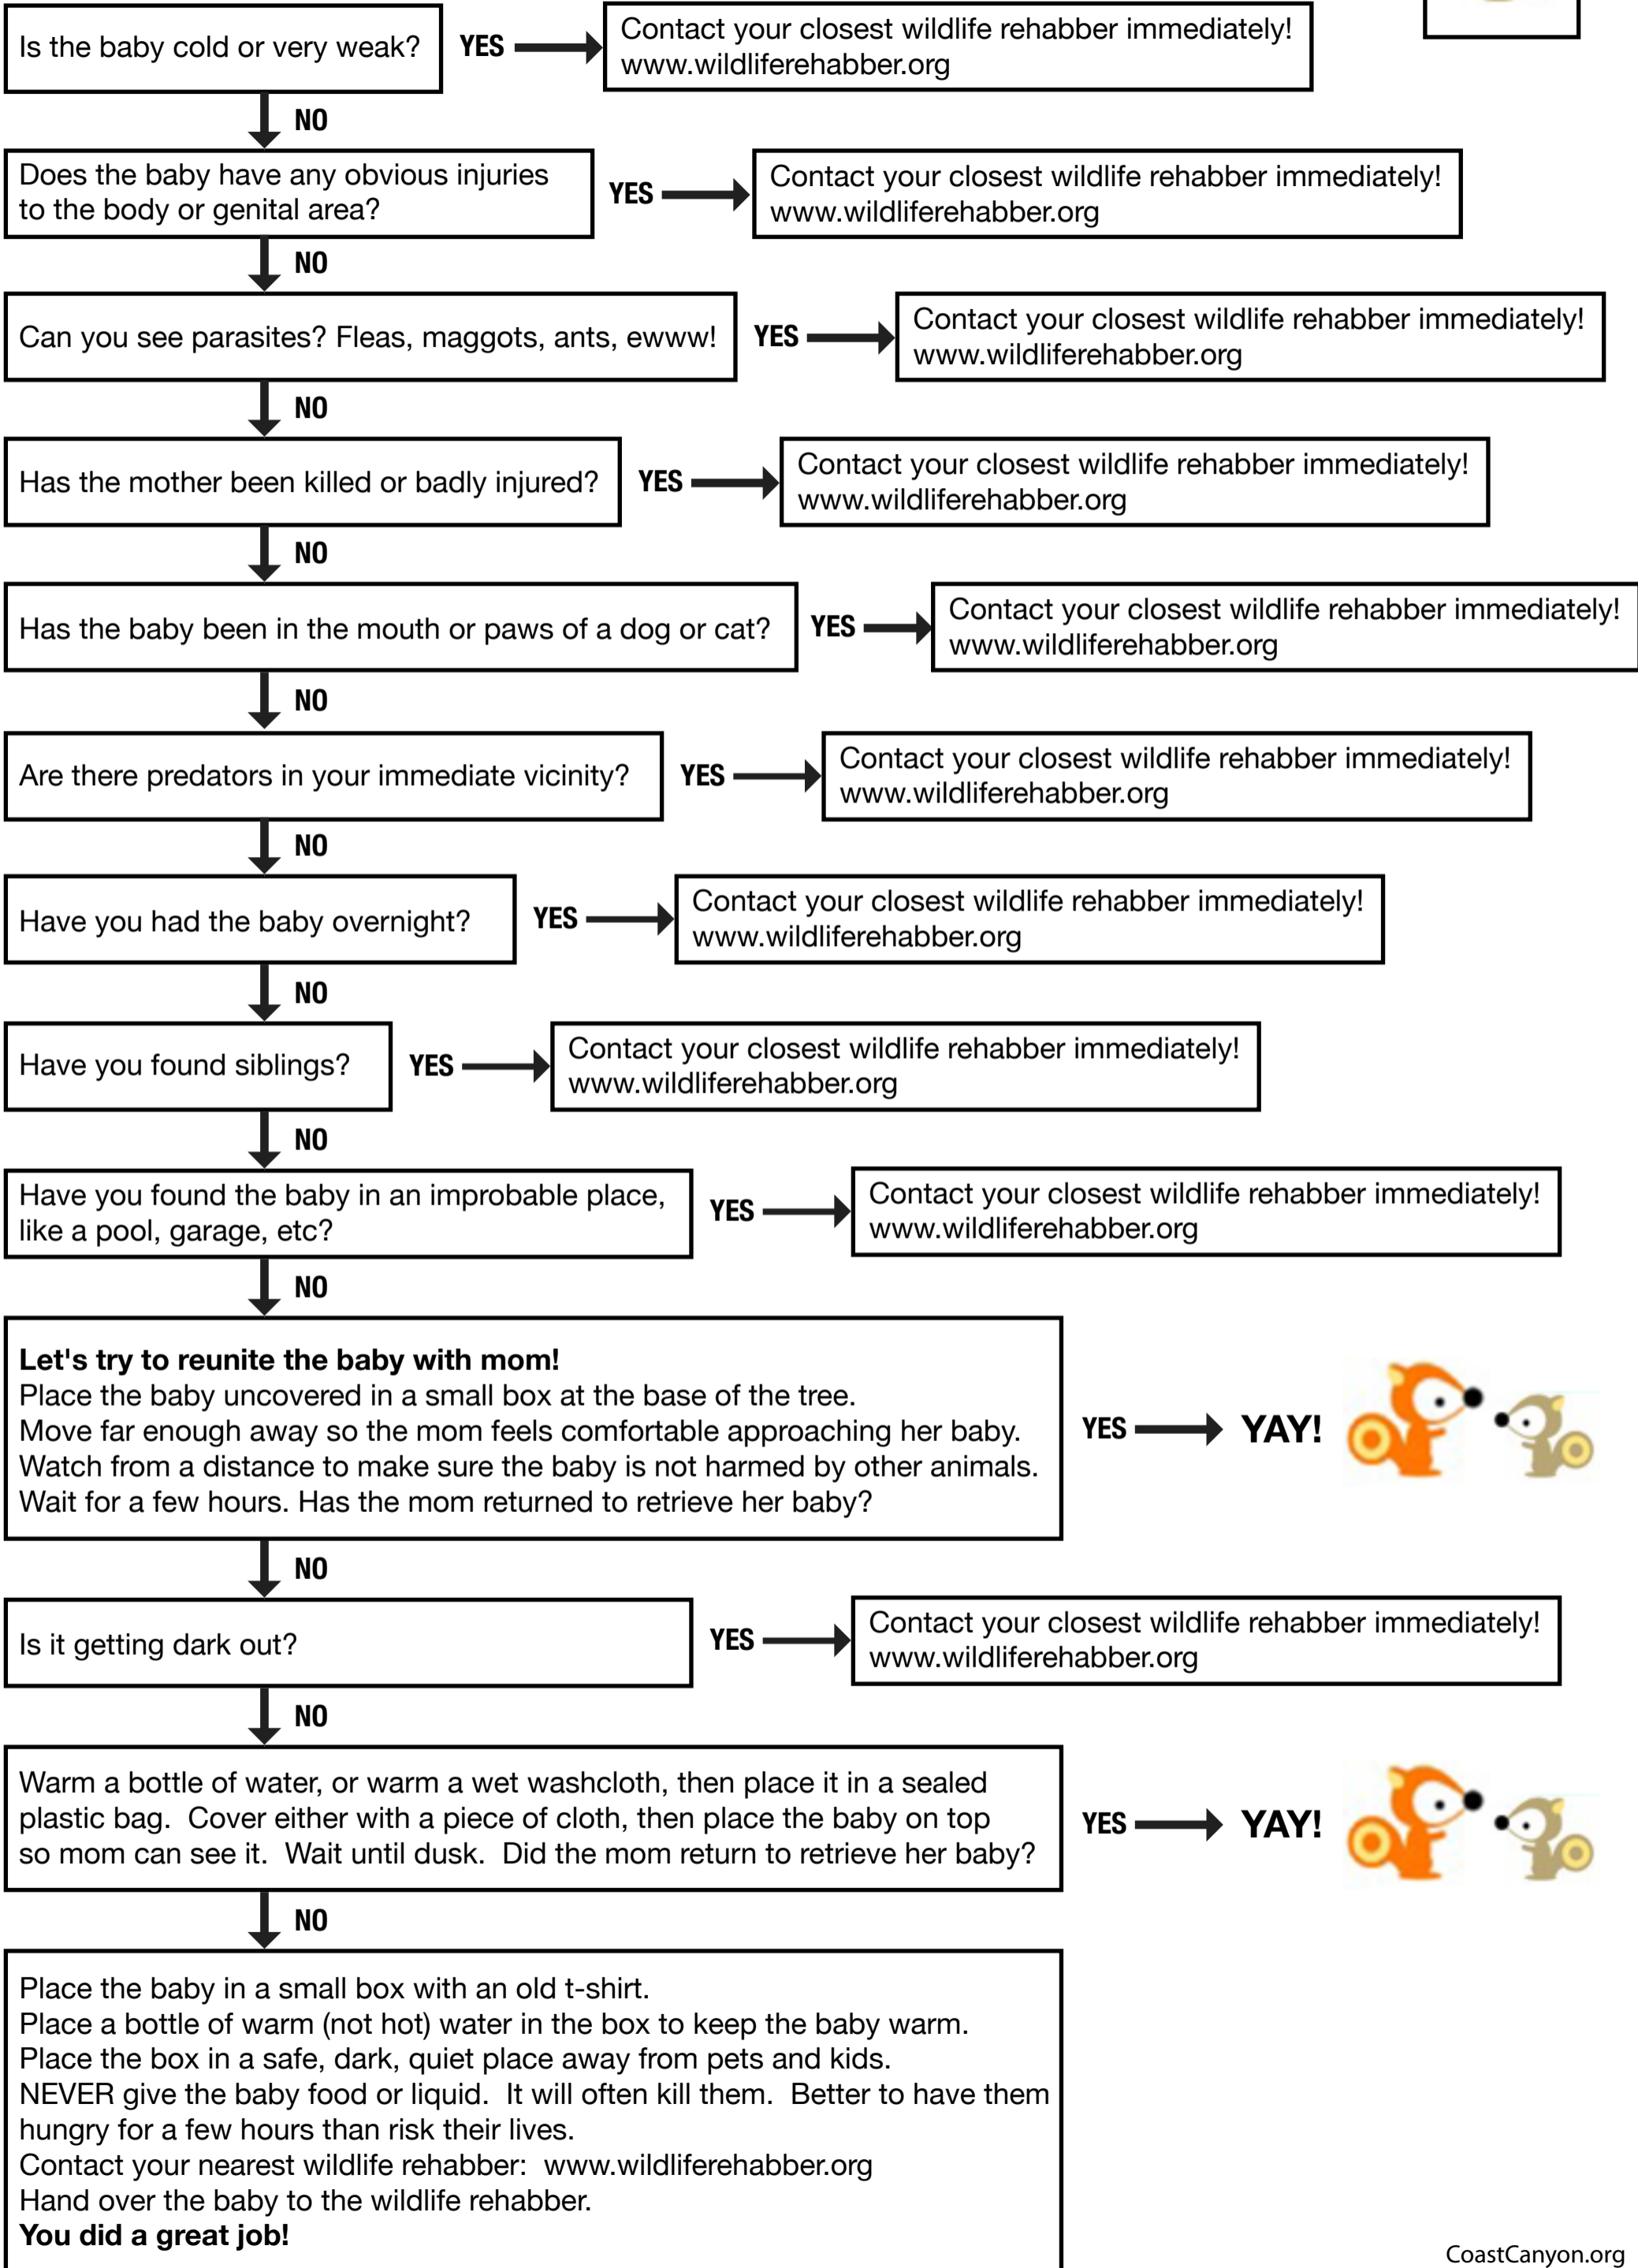 Is the baby cold or very weak?
YES
Contact your closest wildlife rehabber immediately!
www.wildliferehabber.org
NO
Does the baby have any obvious injuries
to the body or genital area?
YES
Contact your closest wildlife rehabber immediately!
www.wildliferehabber.org
NO
Can you see parasites? Fleas, maggots, ants, ewww!
YES
Contact your closest wildlife rehabber immediately!
www.wildliferehabber.org
NO
Has the mother been killed or badly injured?
YES
Contact your closest wildlife rehabber immediately!
www.wildliferehabber.org
NO
Has the baby been in the mouth or paws of a dog or cat?
YES
Contact your closest wildlife rehabber immediately!
www.wildliferehabber.org
NO
Are there predators in your immediate vicinity?
YES
Contact your closest wildlife rehabber immediately!
www.wildliferehabber.org
NO
Have you had the baby overnight?
YES
Contact your closest wildlife rehabber immediately!
www.wildliferehabber.org
NO
Have you found siblings?
YES
Contact your closest wildlife rehabber immediately!
www.wildliferehabber.org
NO
Have you found the baby in an improbable place,
like a pool, garage, etc?
YES
Contact your closest wildlife rehabber immediately!
www.wildliferehabber.org
NO
Let's try to reunite the baby with mom!
Place the baby uncovered in a small box at the base of the tree.
Move far enough away so the mom feels comfortable approaching her baby.
Watch from a distance to make sure the baby is not harmed by other animals.
Wait for a few hours. Has the mom returned to retrieve her baby?
YES
YAY!
NO
Is it getting dark out?
YES
Contact your closest wildlife rehabber immediately!
www.wildliferehabber.org
NO
Warm a bottle of water, or warm a wet washcloth, then place it in a sealed
plastic bag. Cover either with a piece of cloth, then place the baby on top
so mom can see it. Wait until dusk. Did the mom return to retrieve her baby?
YES
YAY!
NO
Place the baby in a small box with an old t-shirt.
Place a bottle of warm (not hot) water in the box to keep the baby warm.
Place the box in a safe, dark, quiet place away from pets and kids.
NEVER give the baby food or liquid. It will often kill them. Better to have them
hungry for a few hours than risk their lives.
Contact your nearest wildlife rehabber: www.wildliferehabber.org
Hand over the baby to the wildlife rehabber.
You did a great job!
CoastCanyon.org